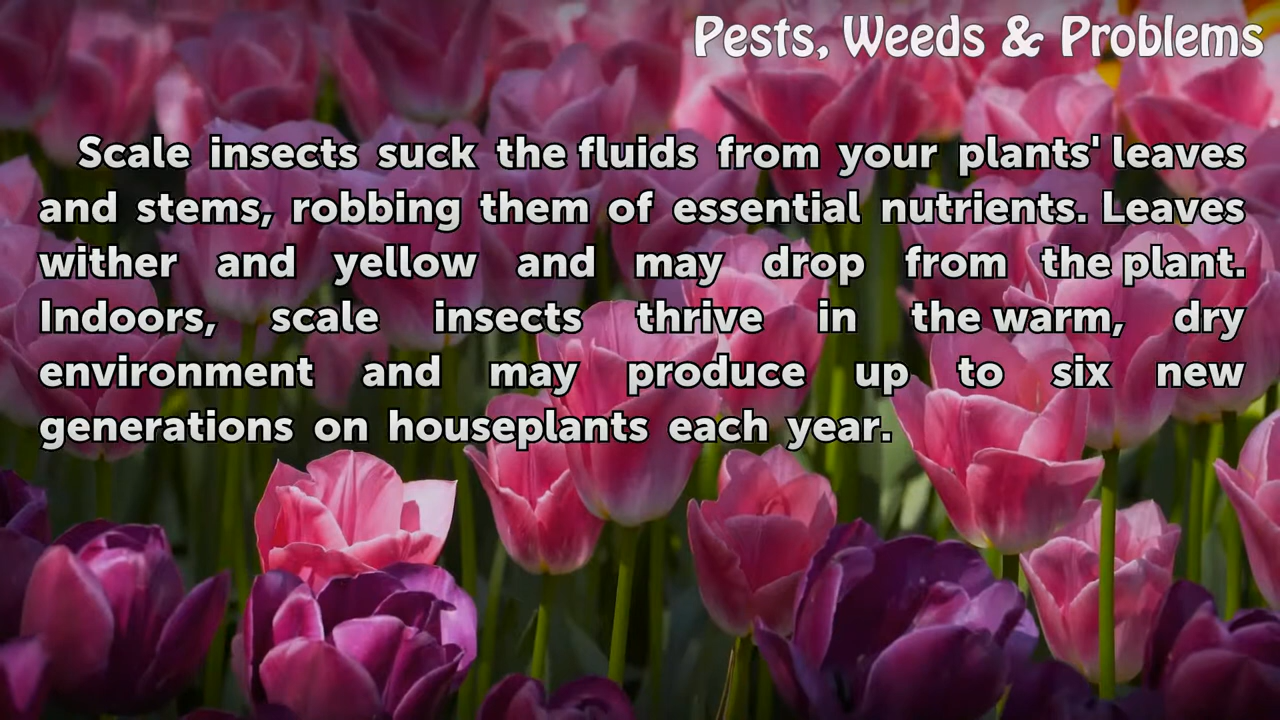 Pests, Weeds & Problems
Scale insects suck the fluids from your plants' leaves
and stems, robbing them of essential nutrients. Leaves
wither and yellow and may drop from the plant.
Indoors, scale insects thrive in the warm, dry
environment and may produce up to six new
generations on houseplants each year.